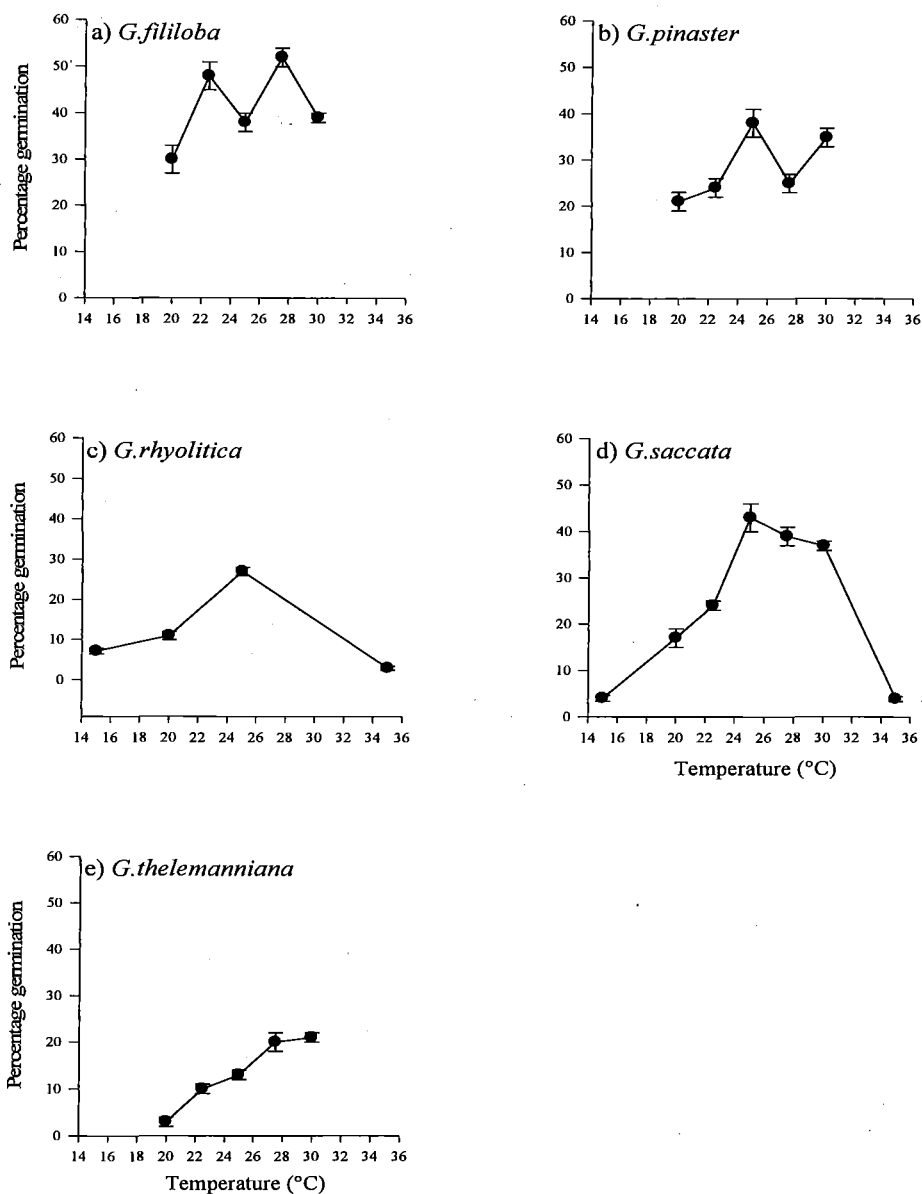 a) G.fililoba
Percentage germination
60
50
40
30
20
10
0
14 16 18 20 22 24 26 28 30 32 34 36
b) G.pinaster
60
50
40
30
20
10
0
14 16 18 20 22 24 26 28 30 32 34 36
c) G.rhyolitica
Percentage germination
60
50
40
30
20
10
0
14 16 18 20 22 24 26 28 30 32 34 36
d) G.saccata
60
50
40
30
20
10
0
14 16 18 20 22 24 26 28 30 32 34 36
Temperature (°C)
e) G.thelemanniana
Percentage germination
60
50
40
30
20
10
0
14 16 18 20 22 24 26 28 30 32 34 36
Temperature (°C)